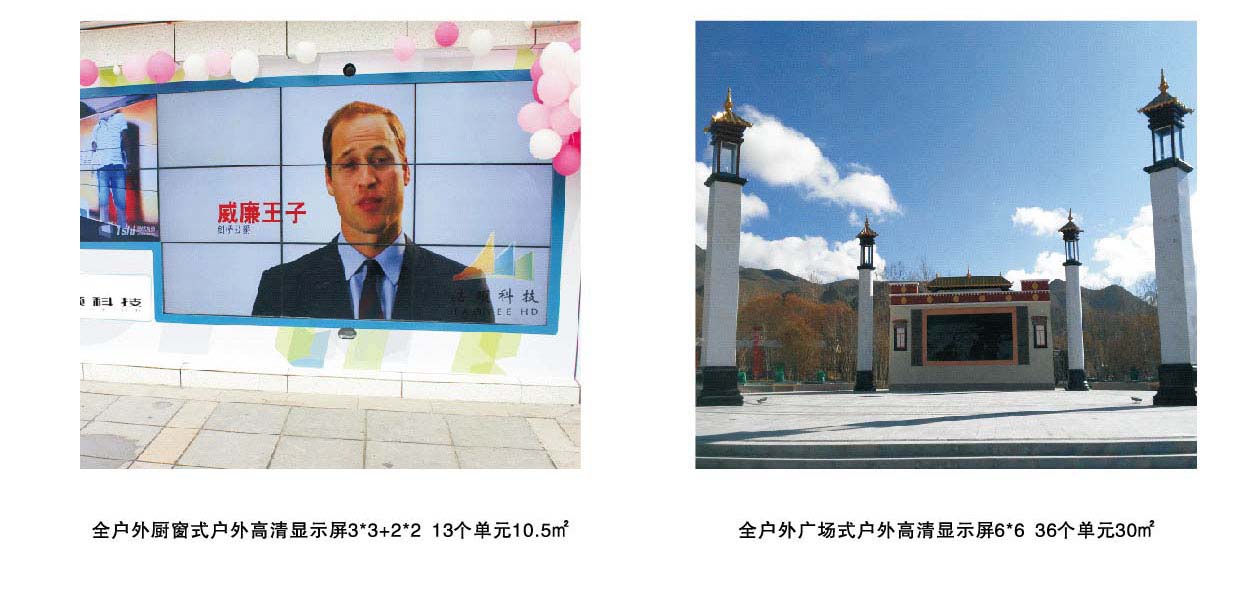 威廉王子
科技
科技
HD
全户外厨窗式户外高清显示屏3*3+2*2 13个单元10.5㎡
全户外广场式户外高清显示屏6*6 36个单元30㎡